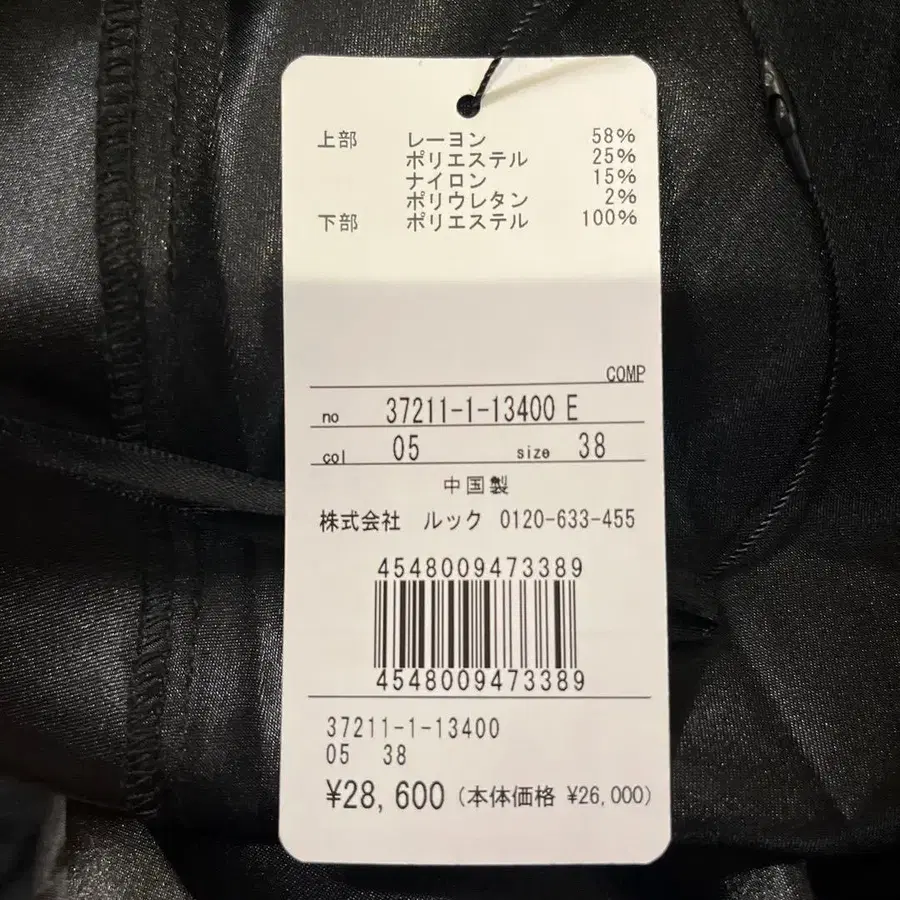 上部 レーヨン 58%
ポリエステル 25%
ナイロン 15%
ポリウレタン 2%
下部 ポリエステル 100%
COMP
no 37211-1-13400 E
col 05 size 38
中国製
株式会社 ルック 0120-633-455
4548009473389
4548009473389
37211-1-13400
05 38
¥28,600 (本体価格 ¥26,000)